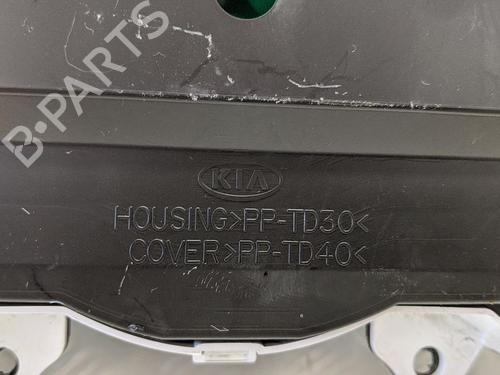 B-PARTS
KIA
HOUSING>PP-TD30<
COVER>PP-TD40<